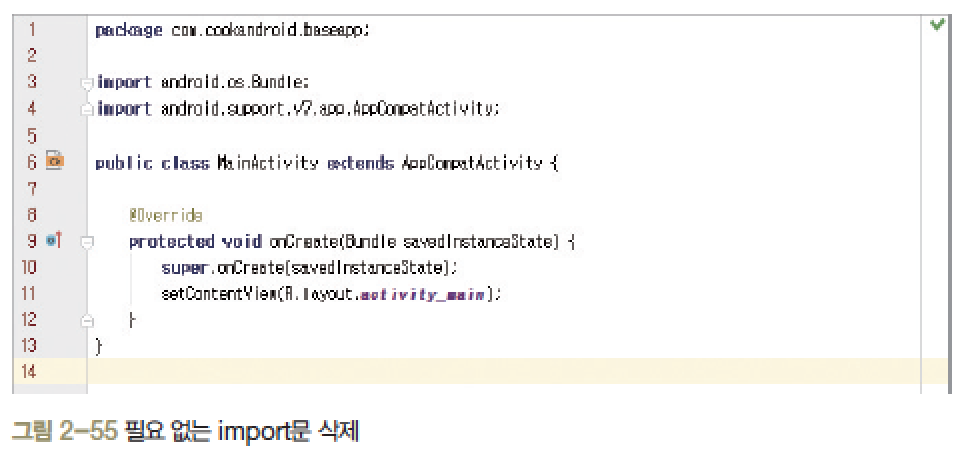 1 package com.cookandroid.baseapp;
2
3 import android.os.Bundle;
4 import android.support.v7.app.AppCompatActivity;
5
6 public class MainActivity extends AppCompatActivity {
7
8 @Override
9 protected void onCreate(Bundle savedInstanceState) {
10 super.onCreate(savedInstanceState);
11 setContentView(R.layout.activity_main);
12 }
13 }
14
그림 2-55 필요 없는 import문 삭제